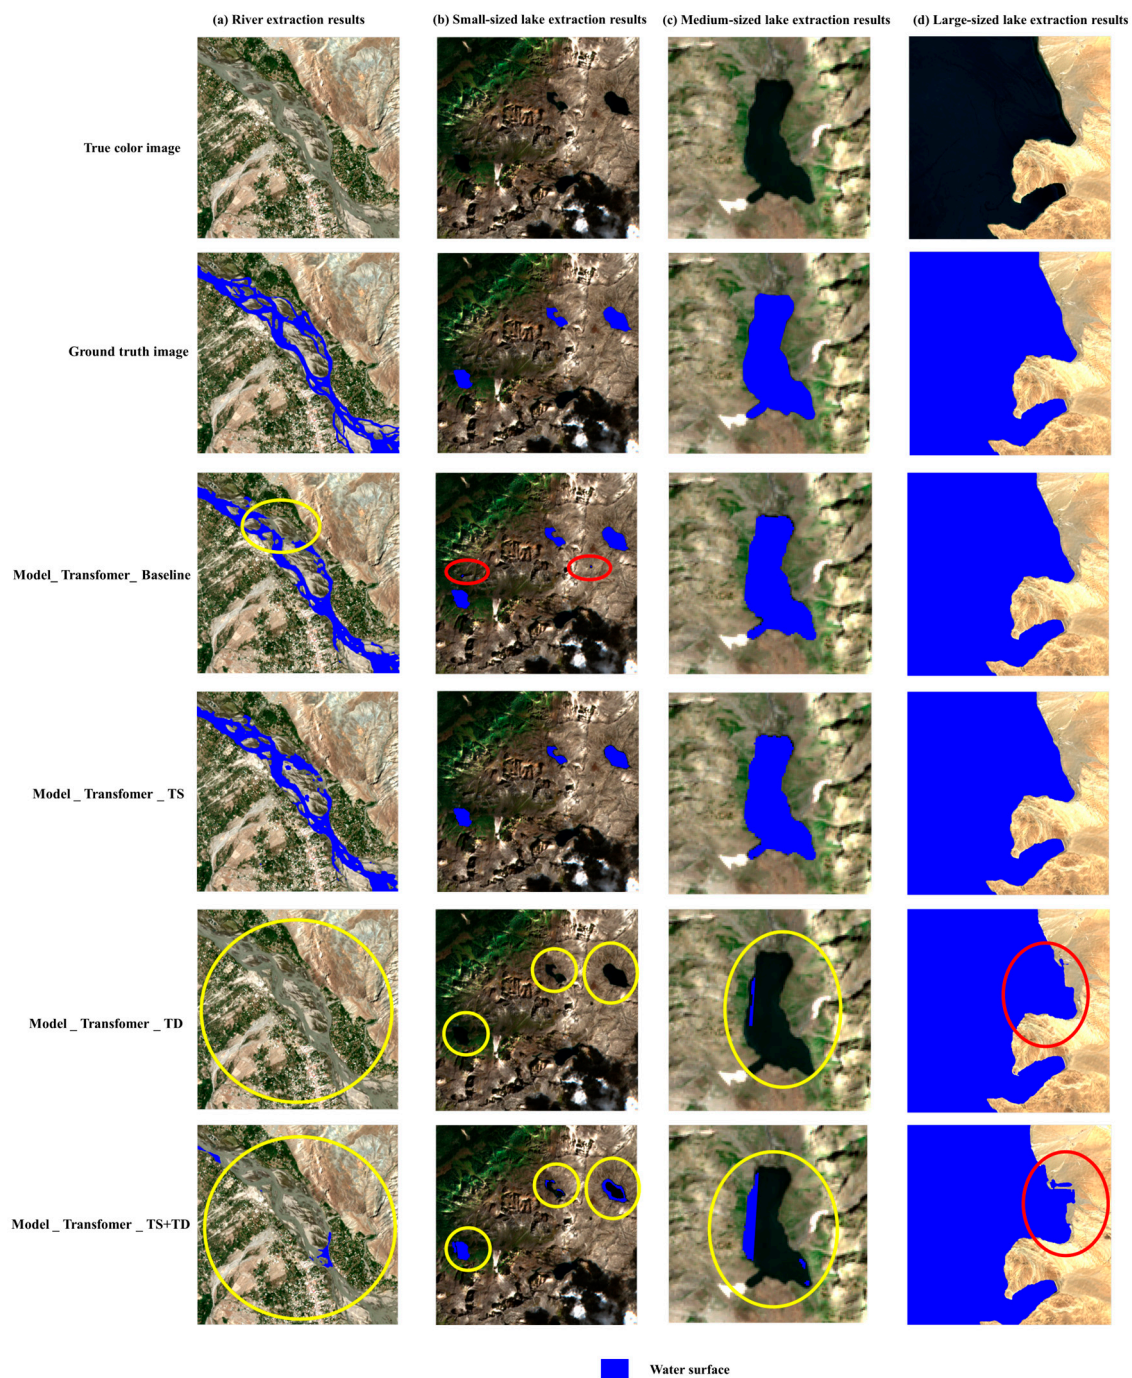 (a) River extraction results
(b) Small-sized lake extraction results
(c) Medium-sized lake extraction results
(d) Large-sized lake extraction results
True color image
Ground truth image
Model_ Transfomer_ Baseline
Model _ Transfomer _ TS
Model _ Transfomer _ TD
Model _ Transfomer _ TS+TD
Water surface